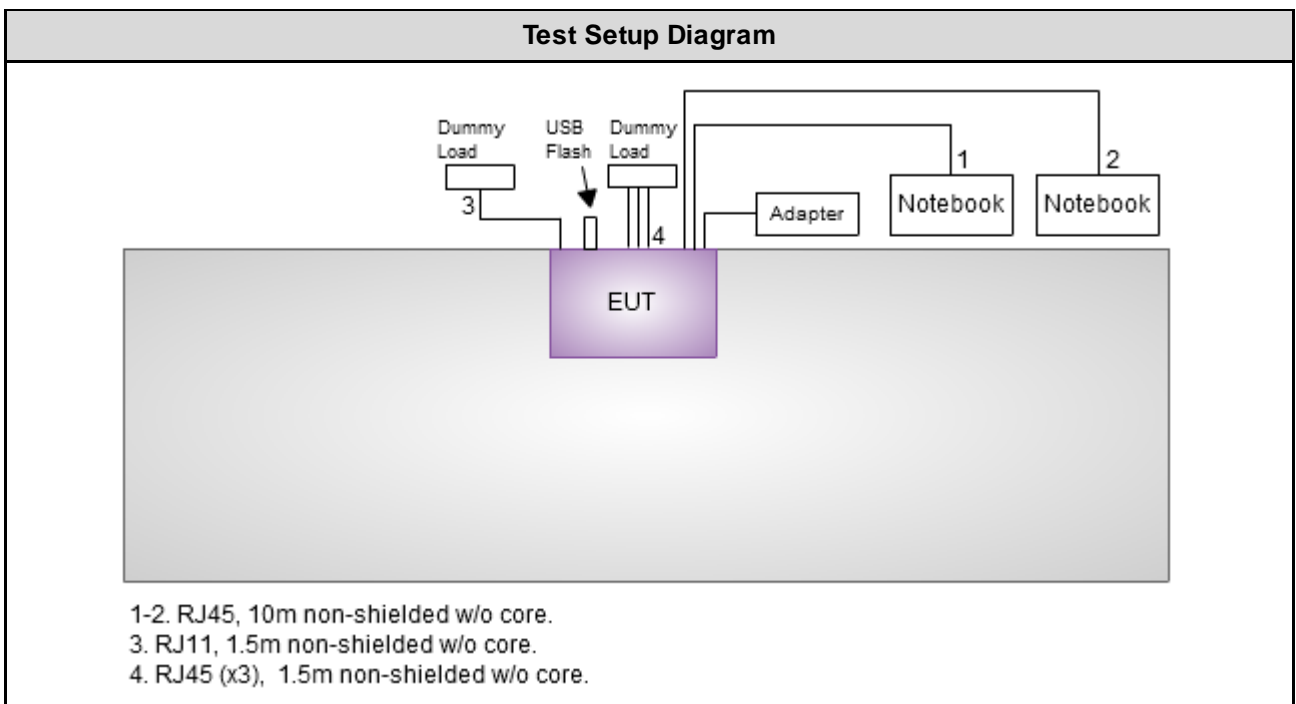 Test Setup Diagram
Dummy
Load
USB
Flash
Dummy
Load
1
2
3
4
Adapter
Notebook
Notebook
EUT
1-2. RJ45, 10m non-shielded w/o core.
3. RJ11, 1.5m non-shielded w/o core.
4. RJ45 (x3),  1.5m non-shielded w/o core.